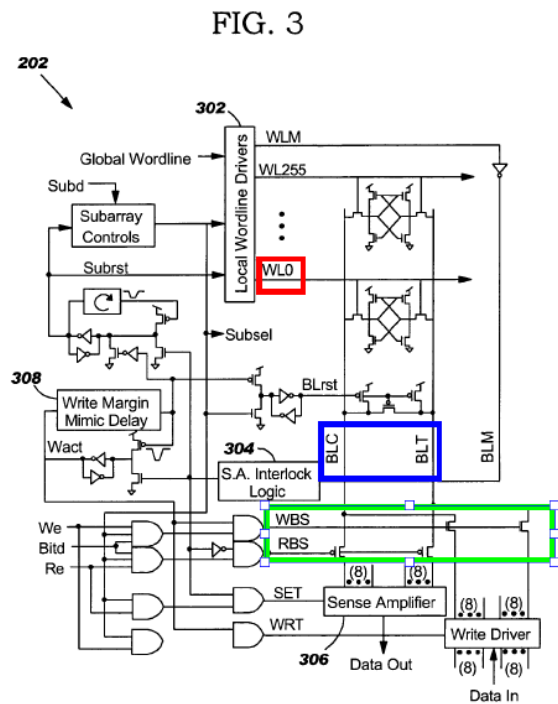 FIG. 3
202
302
Local Wordline Drivers
WLM
Global Wordline
WL255
Subd
Subarray
Controls
Subrst
WL0
Subsel
308
Write Margin
Mimic Delay
BLrst
Wact
304
S.A. Interlock
Logic
BLC
BLT
BLM
We
Bitd
Re
WBS
RBS
(8)
(8)
(8)
(8)
SET
Sense Amplifier
306
WRT
Write Driver
(8)
(8)
Data Out
Data In